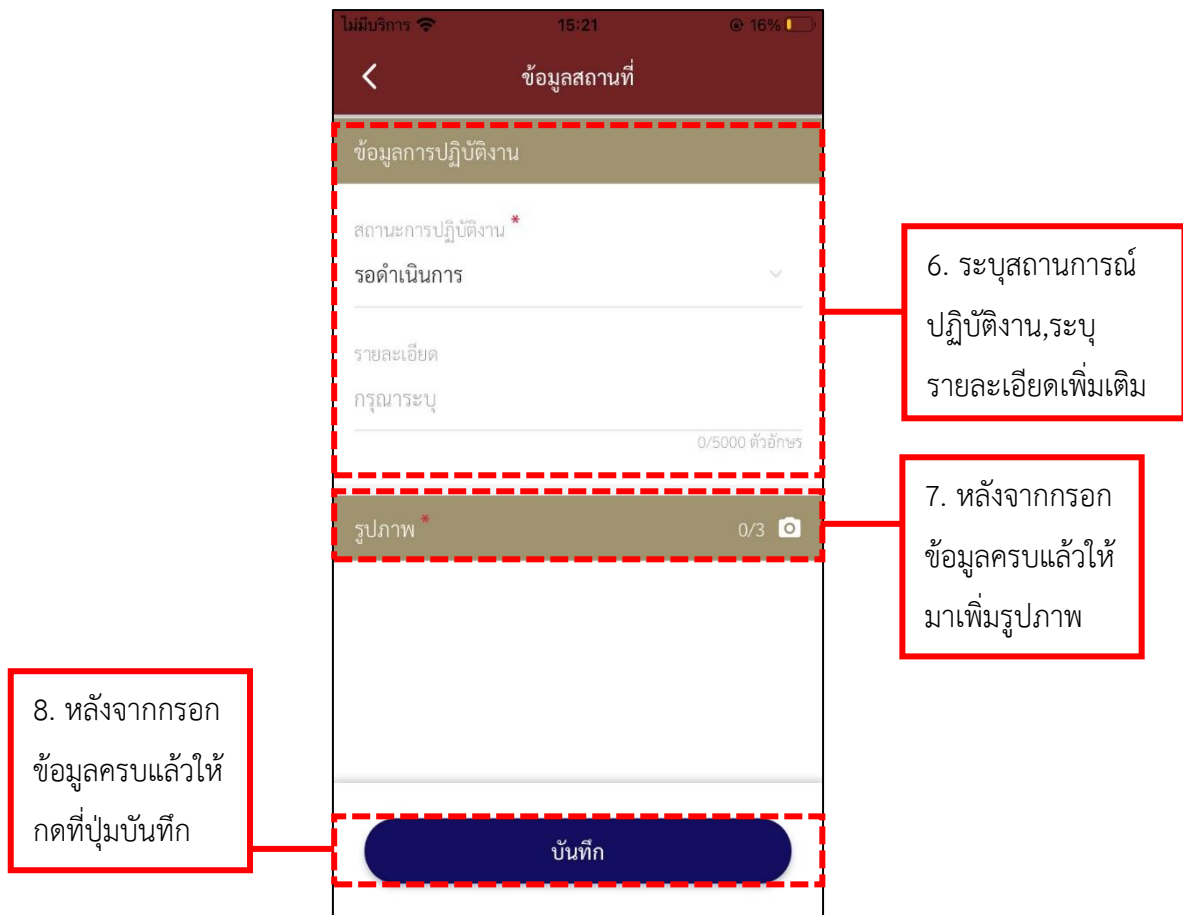 ไม่มีบริการ 15:21 16%
ข้อมูลสถานที่
ข้อมูลการปฏิบัติงาน
สถานะการปฏิบัติงาน *
รอดำเนินการ
รายละเอียด
กรุณาระบุ
0/5000 ตัวอักษร
6. ระบุสถานการณ์
ปฏิบัติงาน,ระบุ
รายละเอียดเพิ่มเติม
รูปภาพ * 0/3
7. หลังจากกรอก
ข้อมูลครบแล้วให้
มาเพิ่มรูปภาพ
8. หลังจากกรอก
ข้อมูลครบแล้วให้
กดที่ปุ่มบันทึก
บันทึก